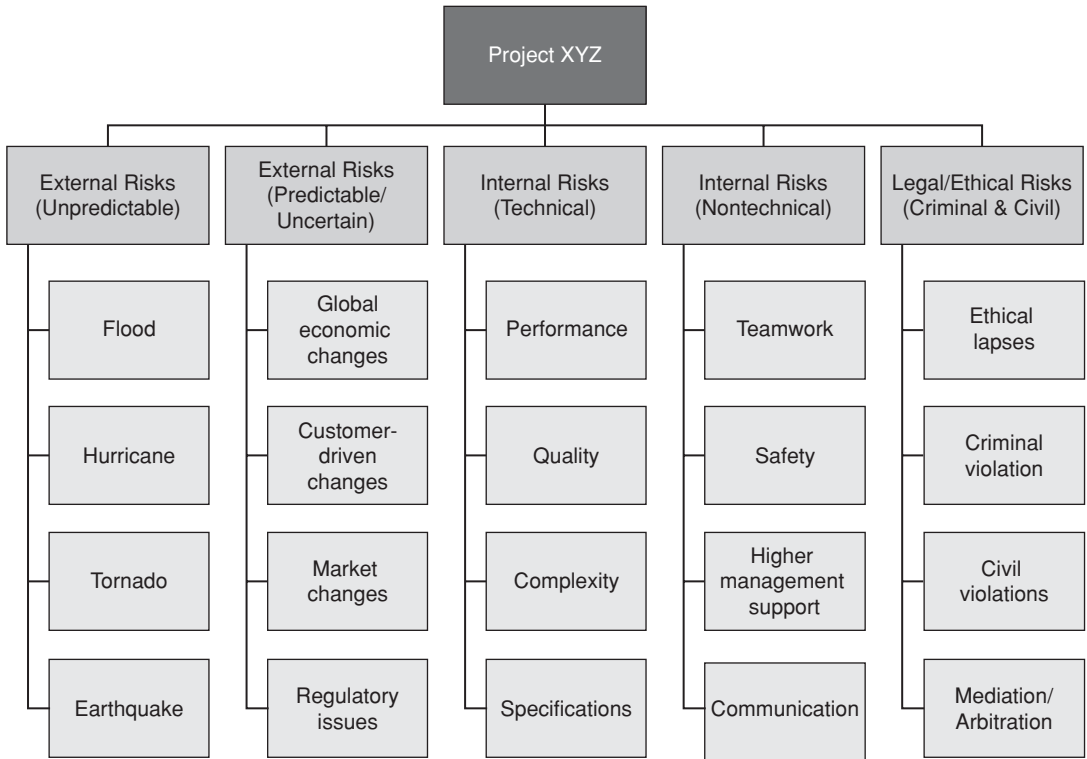 Project XYZ
External Risks
(Unpredictable)
External Risks
(Predictable/
Uncertain)
Internal Risks
(Technical)
Internal Risks
(Nontechnical)
Legal/Ethical Risks
(Criminal & Civil)
Flood
Hurricane
Tornado
Earthquake
Global
economic
changes
Customer-
driven
changes
Market
changes
Regulatory
issues
Performance
Quality
Complexity
Specifications
Teamwork
Safety
Higher
management
support
Communication
Ethical
lapses
Criminal
violation
Civil
violations
Mediation/
Arbitration